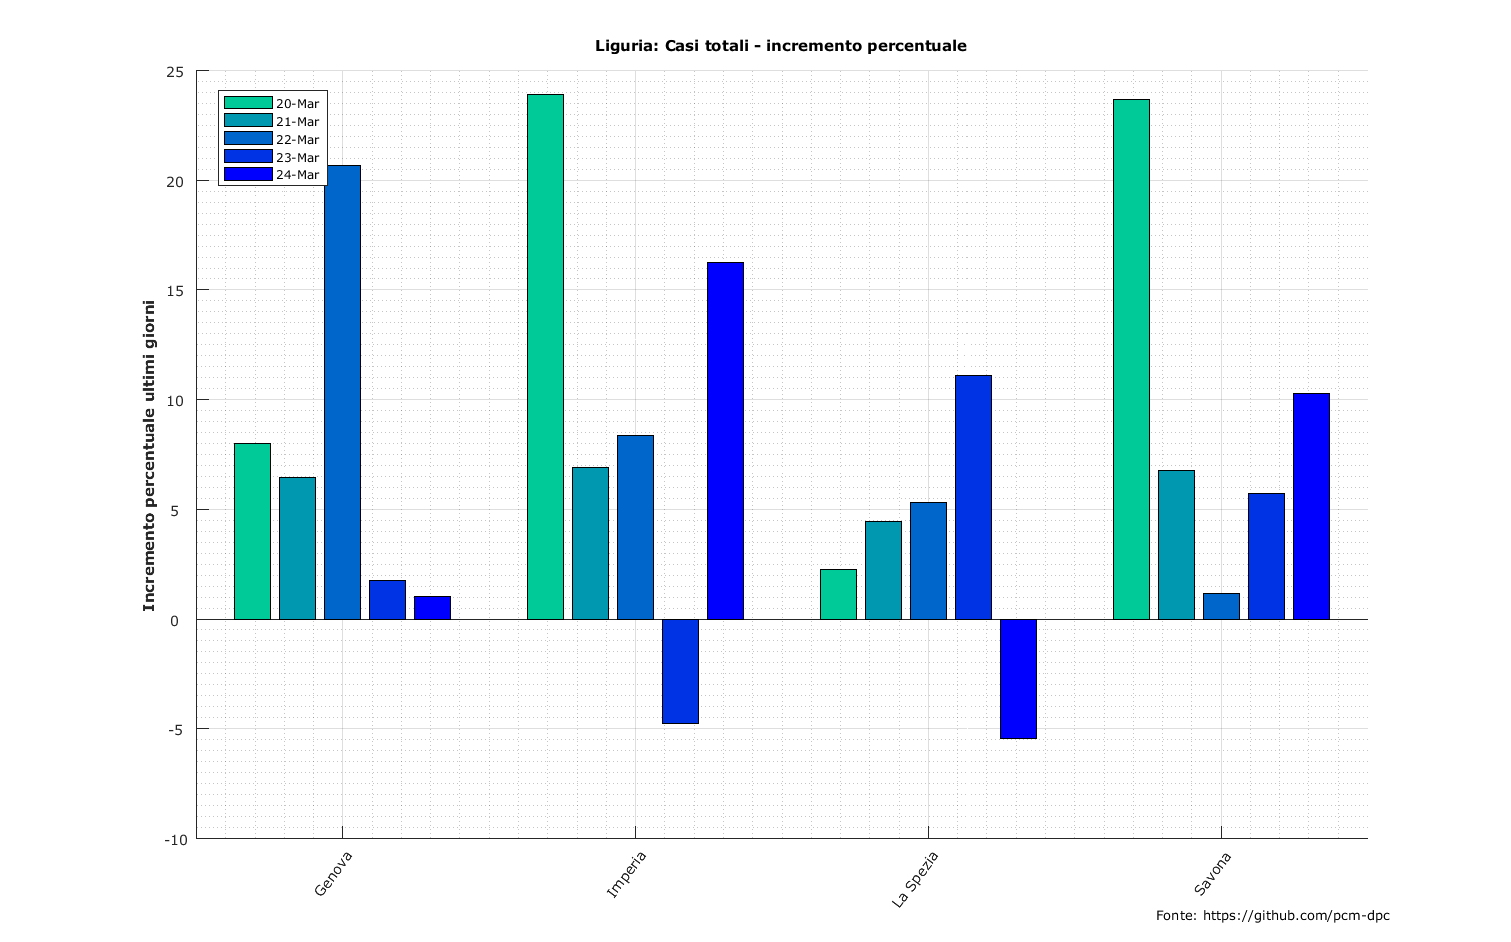 Liguria: Casi totali - incremento percentuale
Incremento percentuale ultimi giorni
25
20
15
10
5
0
-5
-10
20-Mar
21-Mar
22-Mar
23-Mar
24-Mar
Genova
Imperia
La Spezia
Savona
Fonte: https://github.com/pcm-dpc